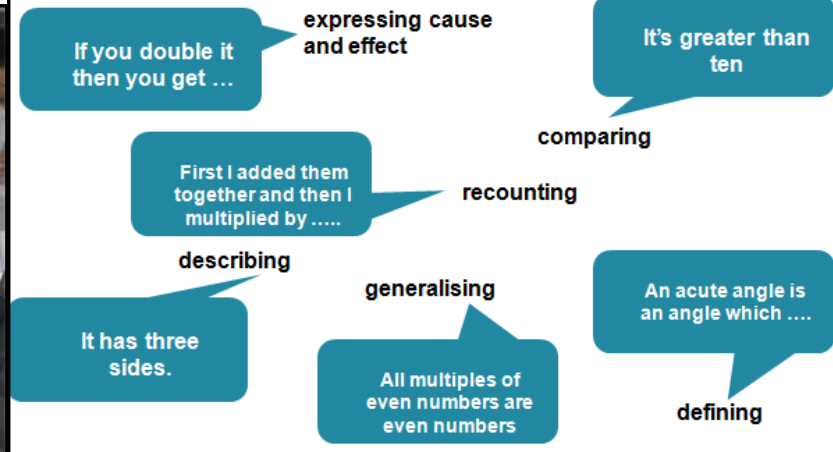 If you double it
then you get …
expressing cause
and effect
It’s greater than
ten
comparing
First I added them
together and then I
multiplied by …..
recounting
describing
It has three
sides.
generalising
All multiples of
even numbers are
even numbers
An acute angle is
an angle which ….
defining